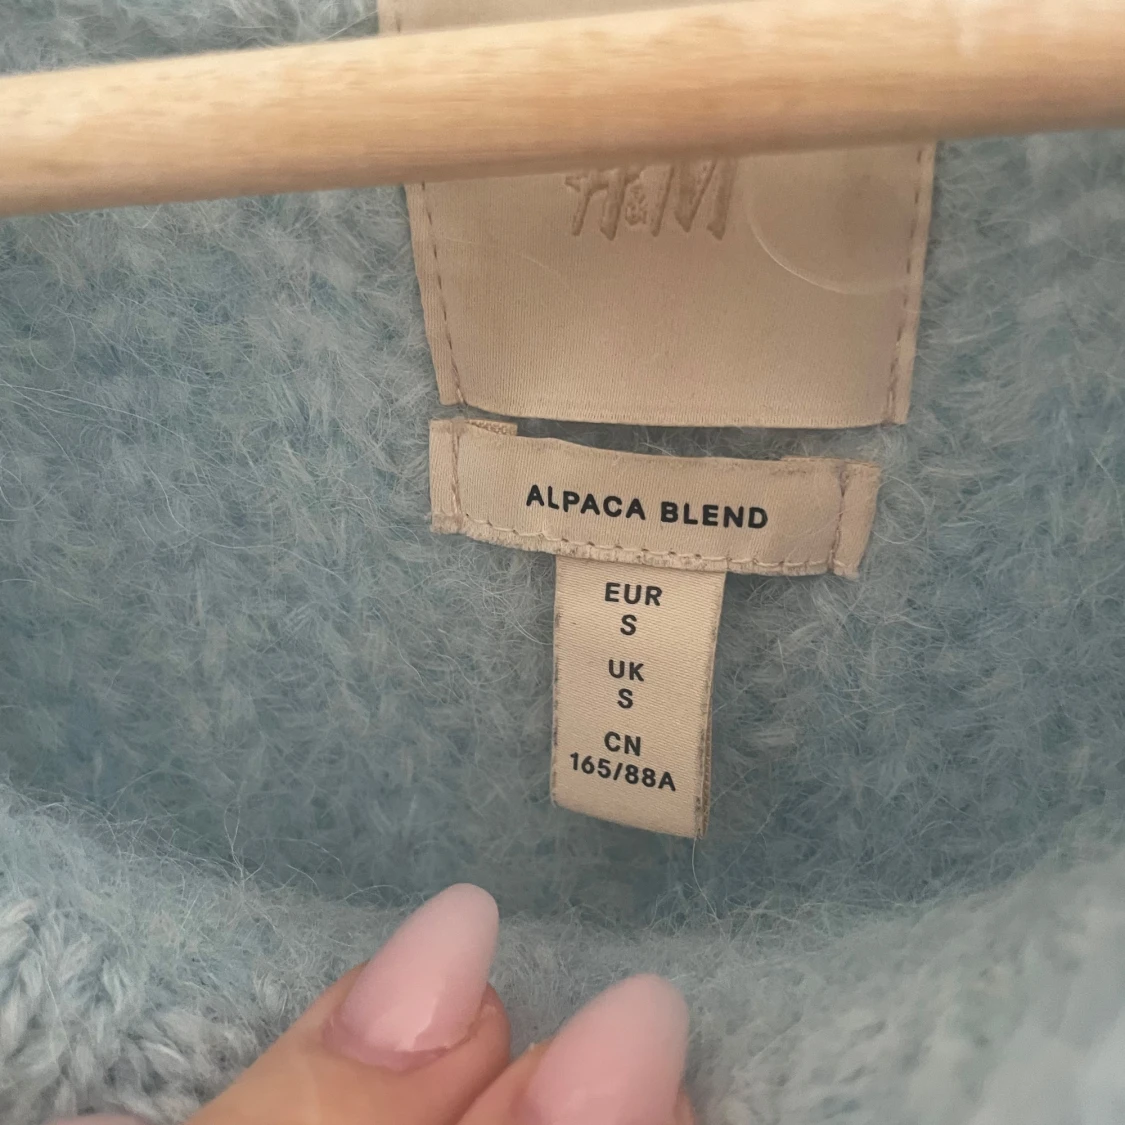 H&M
ALPACA BLEND
EUR
S
UK
S
CN
165/88A